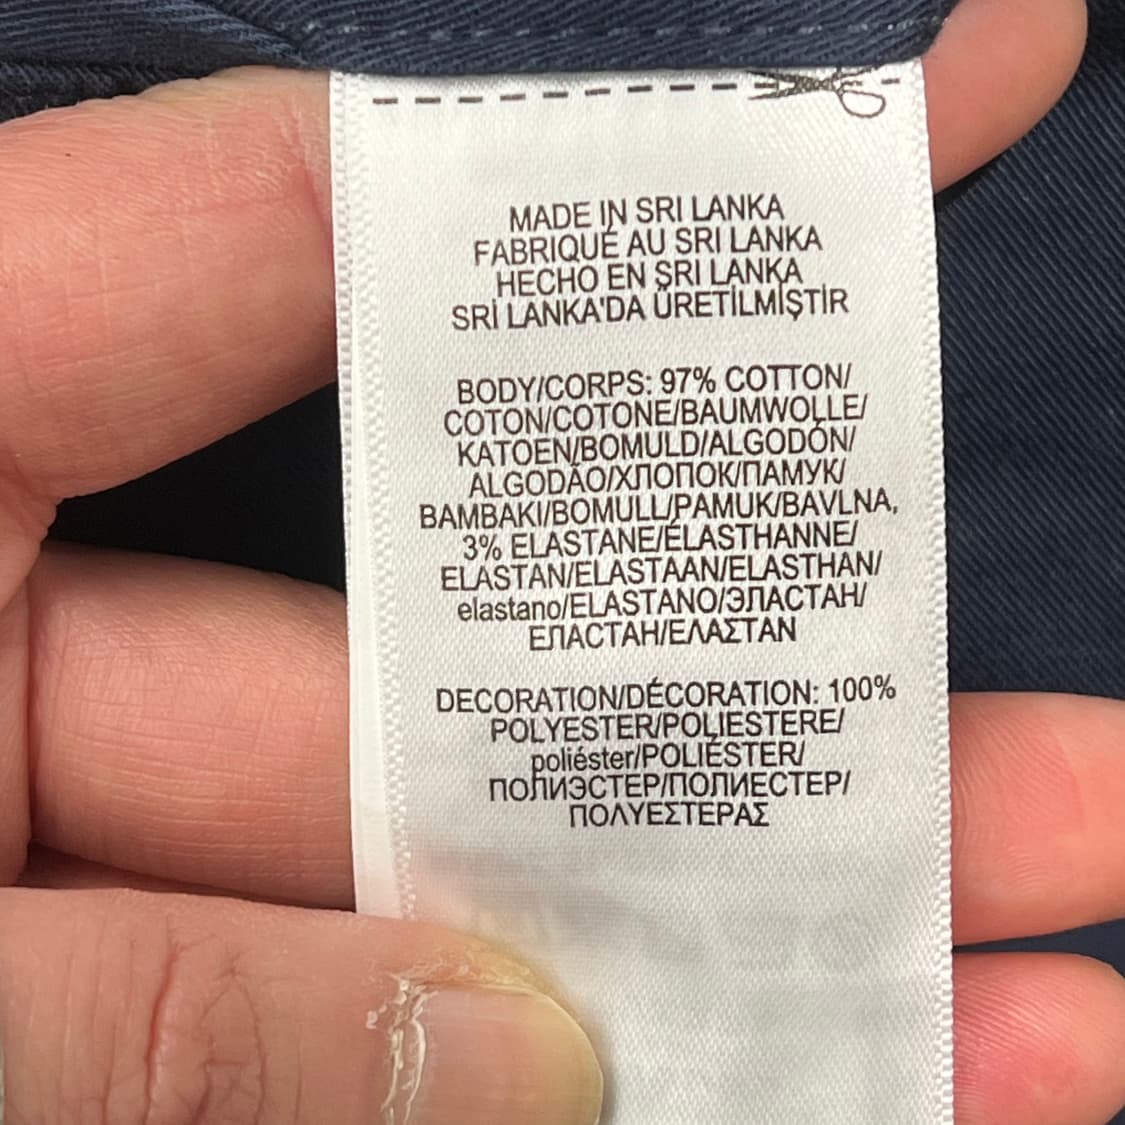 MADE IN SRI LANKA
FABRIQUÉ AU SRI LANKA
HECHO EN SRI LANKA
SRİ LANKA'DA ÜRETİLMİŞTİR
BODY/CORPS: 97% COTTON/
COTON/COTONE/BAUMWOLLE/
KATOEN/BOMULD/ALGODÓN/
ALGODÃO/ХЛОПОК/ПАМУК/
BAMBAKI/BOMULL/PAMUK/BAVLNA,
3% ELASTANE/ÉLASTHANNE/
ELASTAN/ELASTAAN/ELASTHAN/
elastano/ELASTANO/ЭЛАСТАН/
ЕЛАСТАН/ΕΛΑΣΤΑΝ
DECORATION/DÉCORATION: 100%
POLYESTER/POLIESTERE/
poliéster/POLIÉSTER/
ПОЛИЭСТЕР/ПОЛИЕСТЕР/
ΠΟΛΥΕΣΤΕΡΑΣ